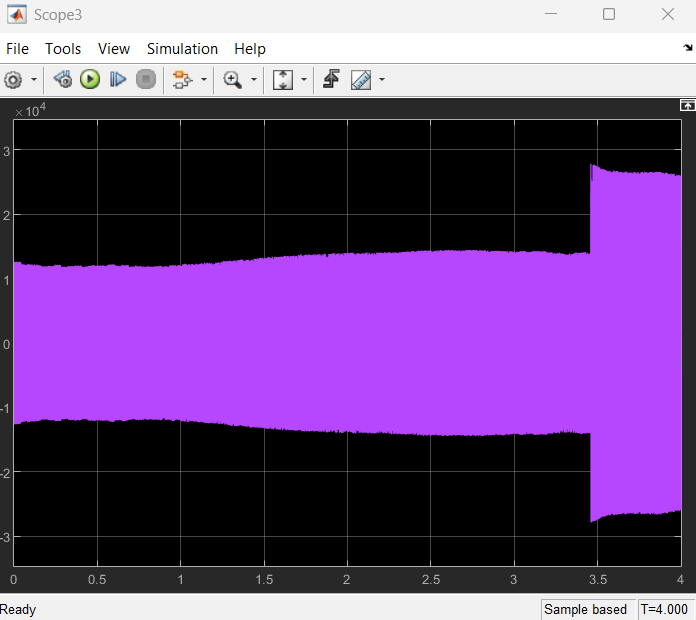 Scope3
File Tools View Simulation Help
×10⁴
3
2
1
0
-1
-2
-3
0 0.5 1 1.5 2 2.5 3 3.5 4
Ready Sample based T=4.000